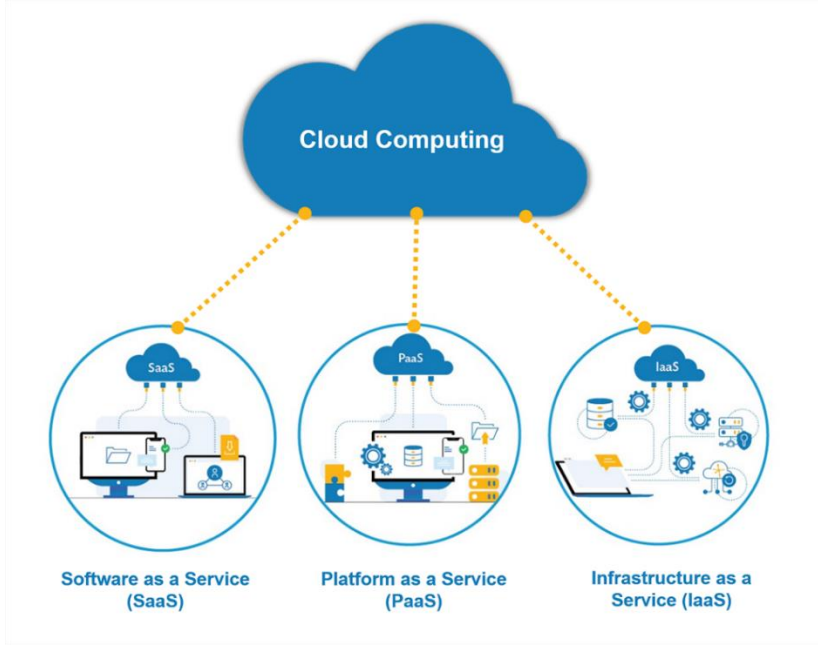 Cloud Computing
SaaS
PaaS
IaaS
Software as a Service
(SaaS)
Platform as a Service
(PaaS)
Infrastructure as a
Service (IaaS)